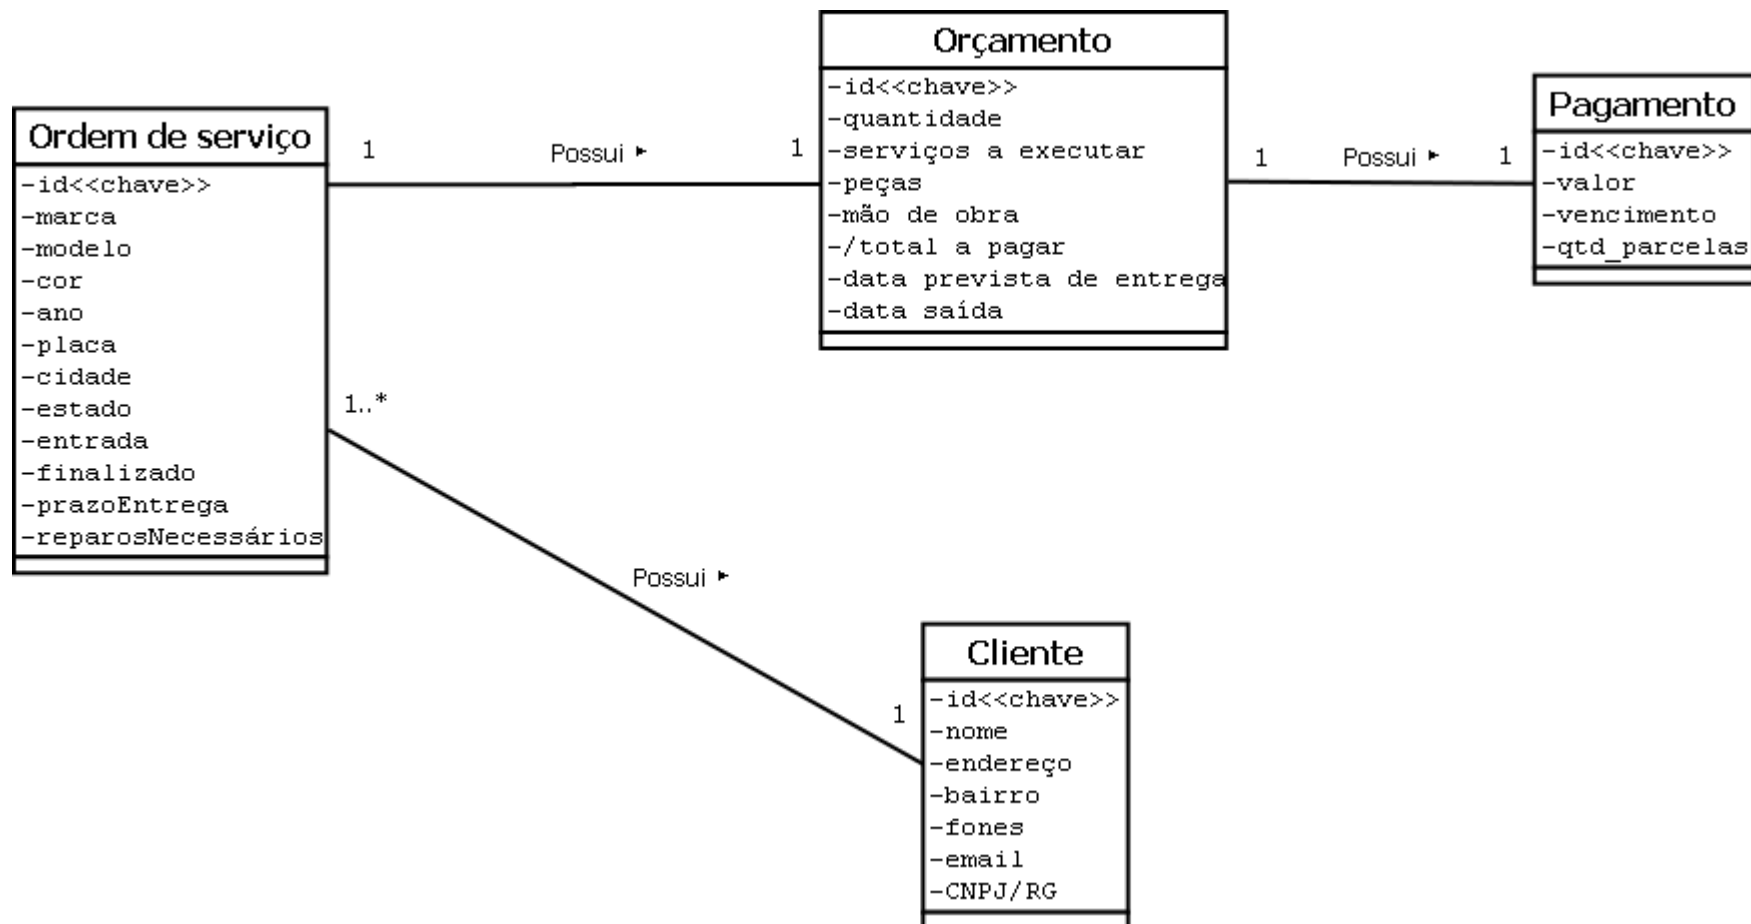 Ordem de serviço
-id<<chave>>
-marca
-modelo
-cor
-ano
-placa
-cidade
-estado
-entrada
-finalizado
-prazoEntrega
-reparosNecessários
1
Possui ►
1
Orçamento
-id<<chave>>
-quantidade
-serviços a executar
-peças
-mão de obra
-/total a pagar
-data prevista de entrega
-data saída
1
Possui ►
1
Pagamento
-id<<chave>>
-valor
-vencimento
-qtd_parcelas
1..*
Possui ►
1
Cliente
-id<<chave>>
-nome
-endereço
-bairro
-fones
-email
-CNPJ/RG